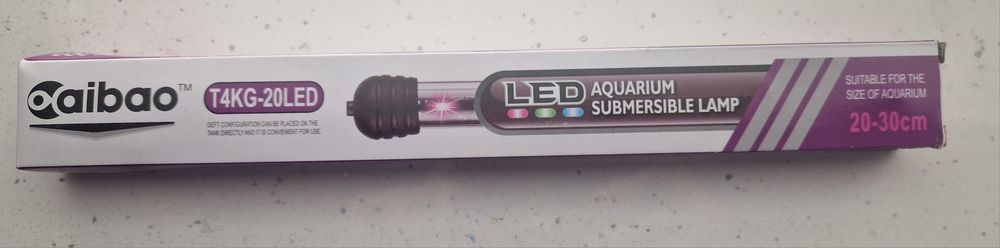 Caibao™
T4KG-20LED
DEFT CONFIGURATION CAN BE PLACED ON THE
TANK DIRECTLY AND IT IS CONVENIENT FOR USE.
LED
AQUARIUM
SUBMERSIBLE LAMP
SUITABLE FOR THE
SIZE OF AQUARIUM
20-30cm